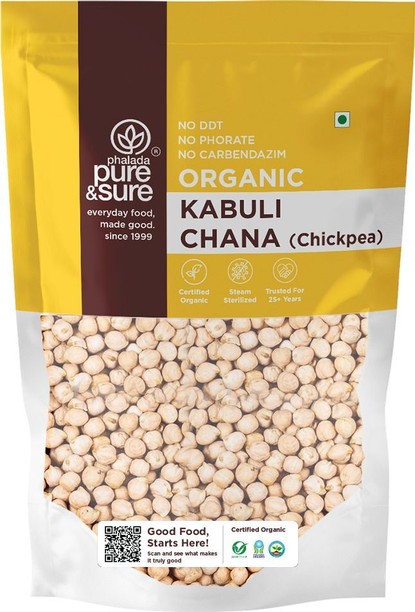 phalada
pure
&sure
®
everyday food,
made good.
since 1999
NO DDT
NO PHORATE
NO CARBENDAZIM
ORGANIC
KABULI
CHANA (Chickpea)
Certified
Organic
Steam
Sterilized
Trusted For
25+ Years
Good Food,
Starts Here!
Scan and see what makes
it truly good
Certified Organic